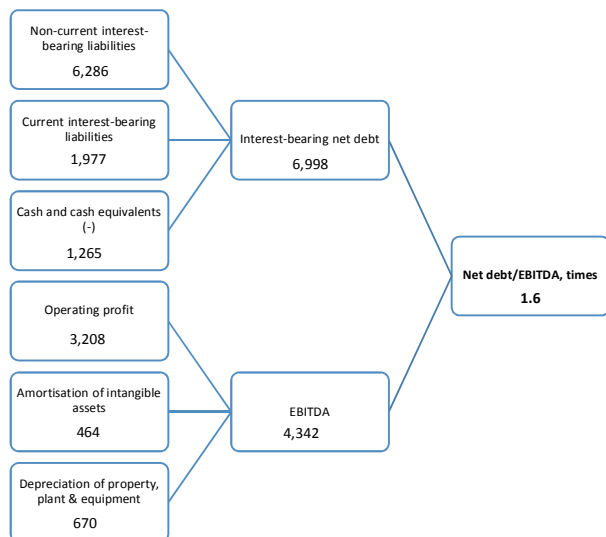 Non-current interest-
bearing liabilities
6,286
Current interest-bearing
liabilities
1,977
Cash and cash equivalents
(-)
1,265
Interest-bearing net debt
6,998
Operating profit
3,208
Amortisation of intangible
assets
464
Depreciation of property,
plant & equipment
670
EBITDA
4,342
Net debt/EBITDA, times
1.6